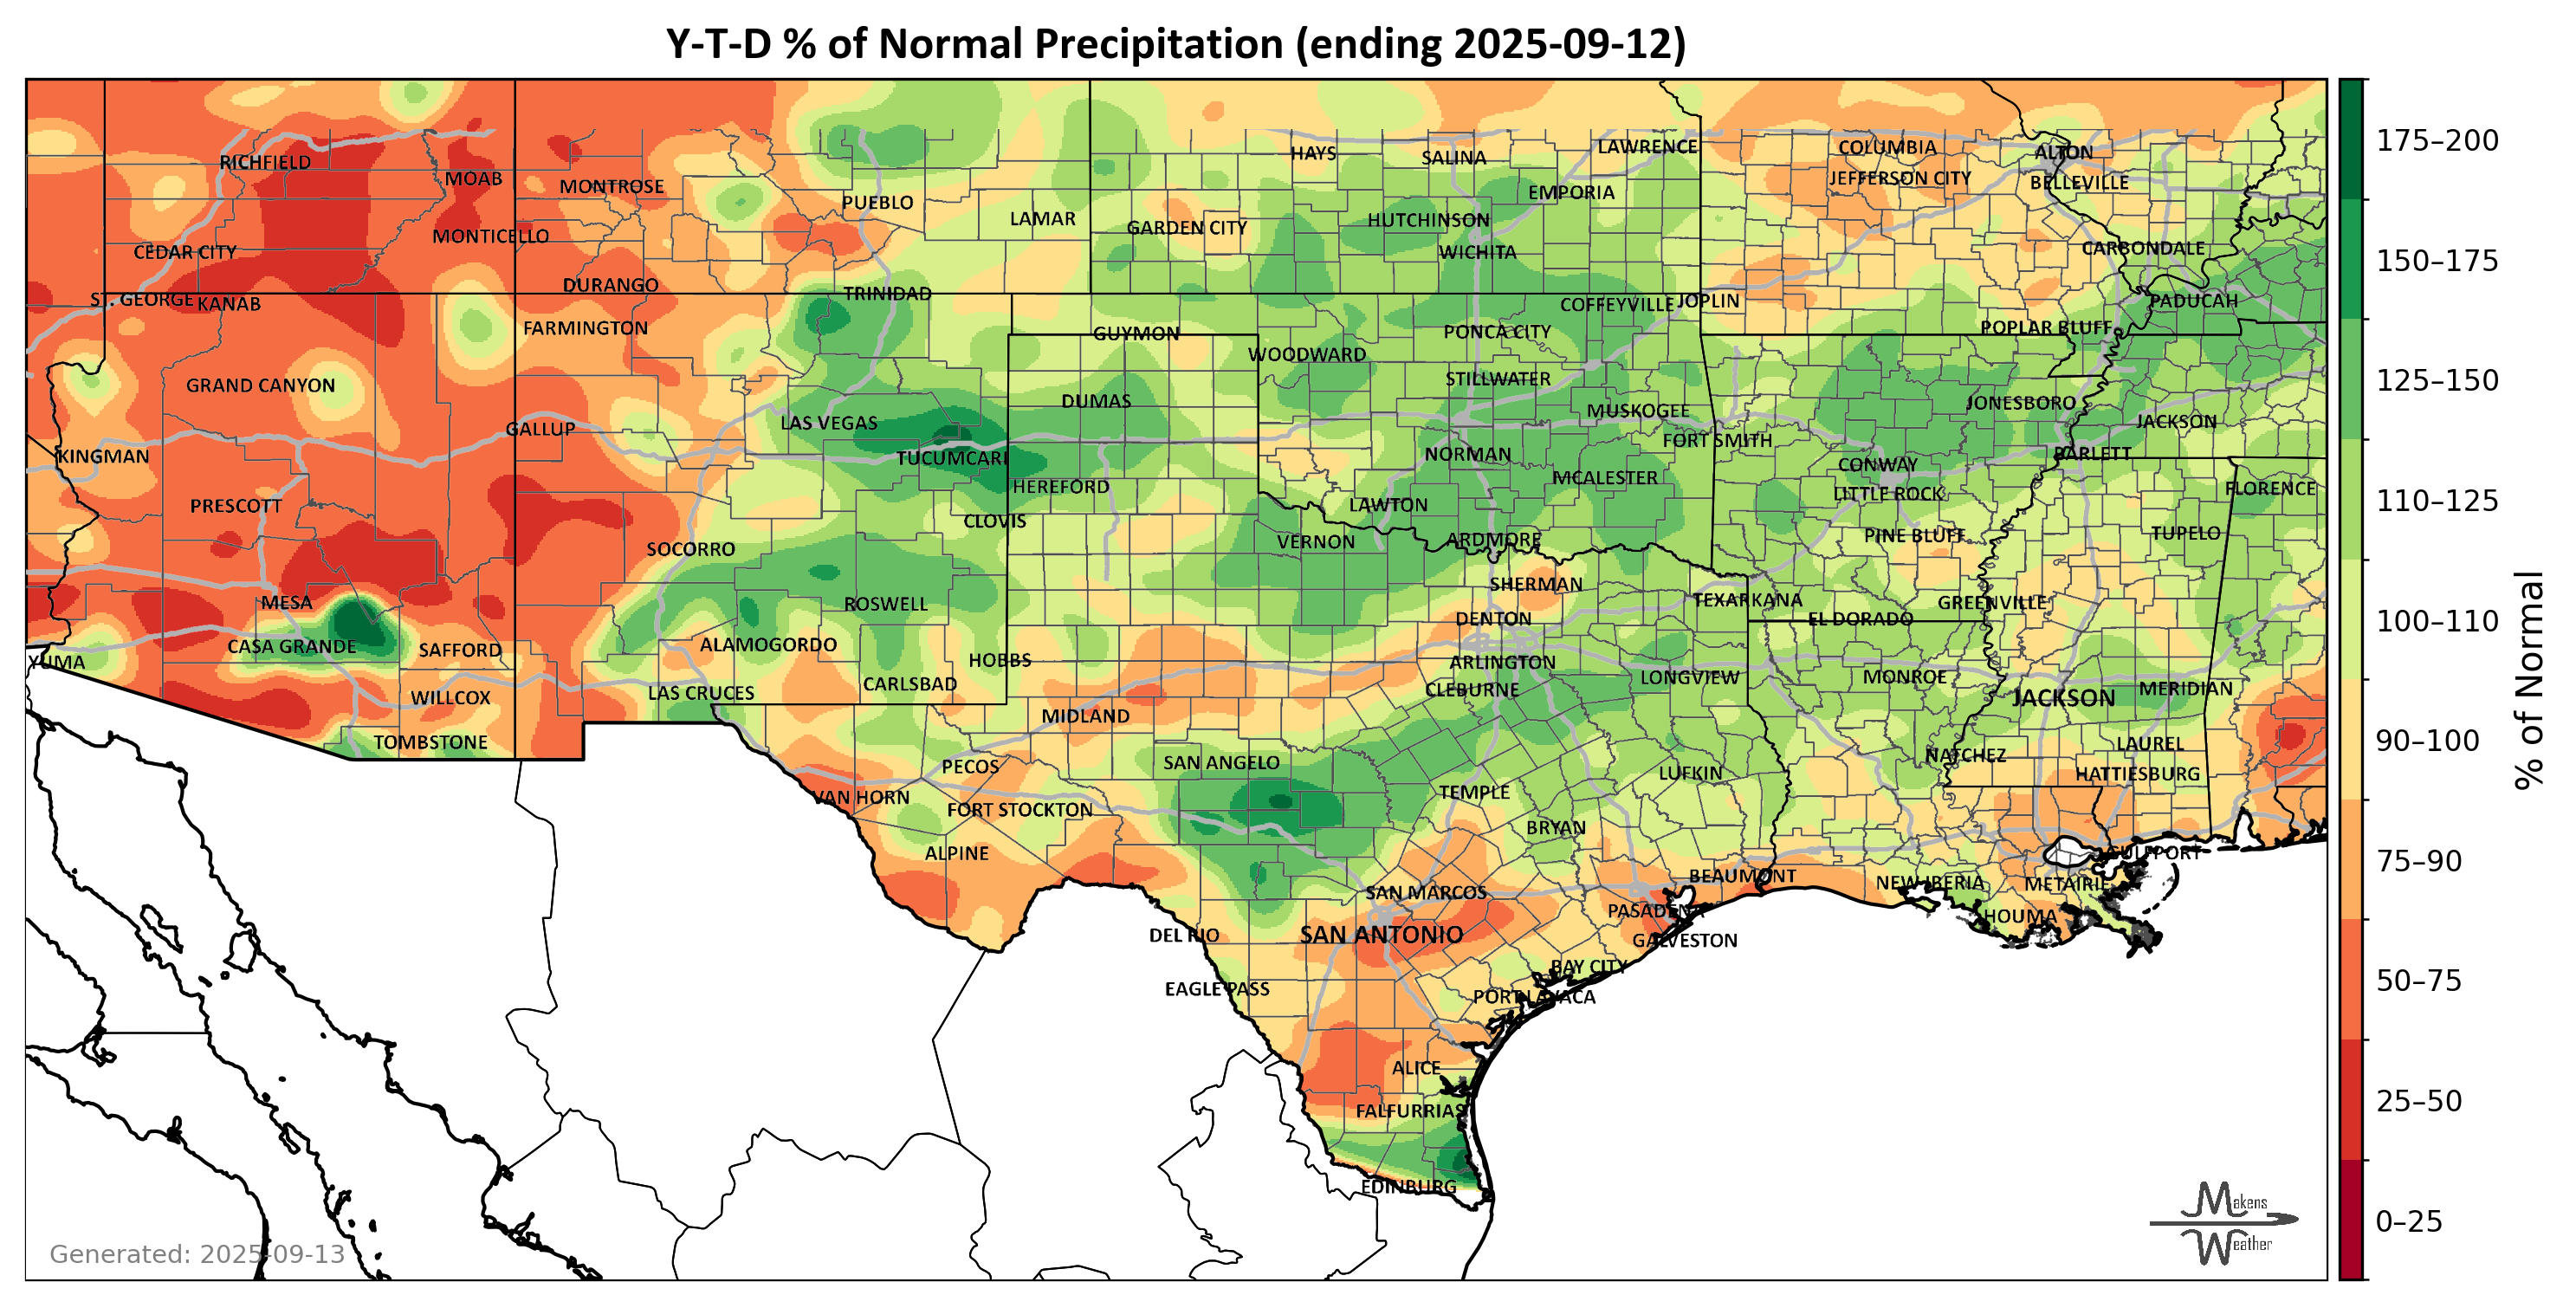 Y-T-D % of Normal Precipitation (ending 2025-09-12)
RICHFIELD
MOAB
MONTROSE
PUEBLO
LAMAR
HAYS
SALINA
LAWRENCE
EMPORIA
COLUMBIA
JEFFERSON CITY
ALTON
BELLEVILLE
GARDEN CITY
HUTCHINSON
WICHITA
CEDAR CITY
MONTICELLO
CARBONDALE
ST. GEORGE
KANAB
DURANGO
TRINIDAD
COFFEYVILLE
JOPLIN
PADUCAH
FARMINGTON
GUYMON
PONCA CITY
POPLAR BLUFF
WOODWARD
STILLWATER
GRAND CANYON
DUMAS
MUSKOGEE
JONESBORO
JACKSON
LAS VEGAS
GALLUP
FORT SMITH
KINGMAN
TUCUMCARI
NORMAN
CONWAY
BARLETT
HEREFORD
MCALESTER
LITTLE ROCK
FLORENCE
PRESCOTT
LAWTON
CLOVIS
SOCORRO
VERNON
ARDMORE
PINE BLUFF
TUPELO
SHERMAN
MESA
ROSWELL
TEXARKANA
GREENVILLE
DENTON
EL DORADO
CASA GRANDE
SAFFORD
ALAMOGORDO
YUMA
HOBBS
ARLINGTON
CLEBURNE
LONGVIEW
MONROE
MERIDIAN
WILLCOX
LAS CRUCES
CARLSBAD
JACKSON
MIDLAND
TOMBSTONE
LAUREL
NATCHEZ
PECOS
SAN ANGELO
LUFKIN
HATTIESBURG
VAN HORN
FORT STOCKTON
TEMPLE
BRYAN
ALPINE
GULFPORT
BEAUMONT
NEW IBERIA
METAIRIE
SAN MARCOS
PASADENA
HOUMA
DEL RIO
SAN ANTONIO
GALVESTON
BAY CITY
EAGLE PASS
PORT LAVACA
ALICE
FALFURRIAS
EDINBURG
Generated: 2025-09-13
Makens
Weather
175–200
150–175
125–150
110–125
100–110
90–100
75–90
50–75
25–50
0–25
% of Normal